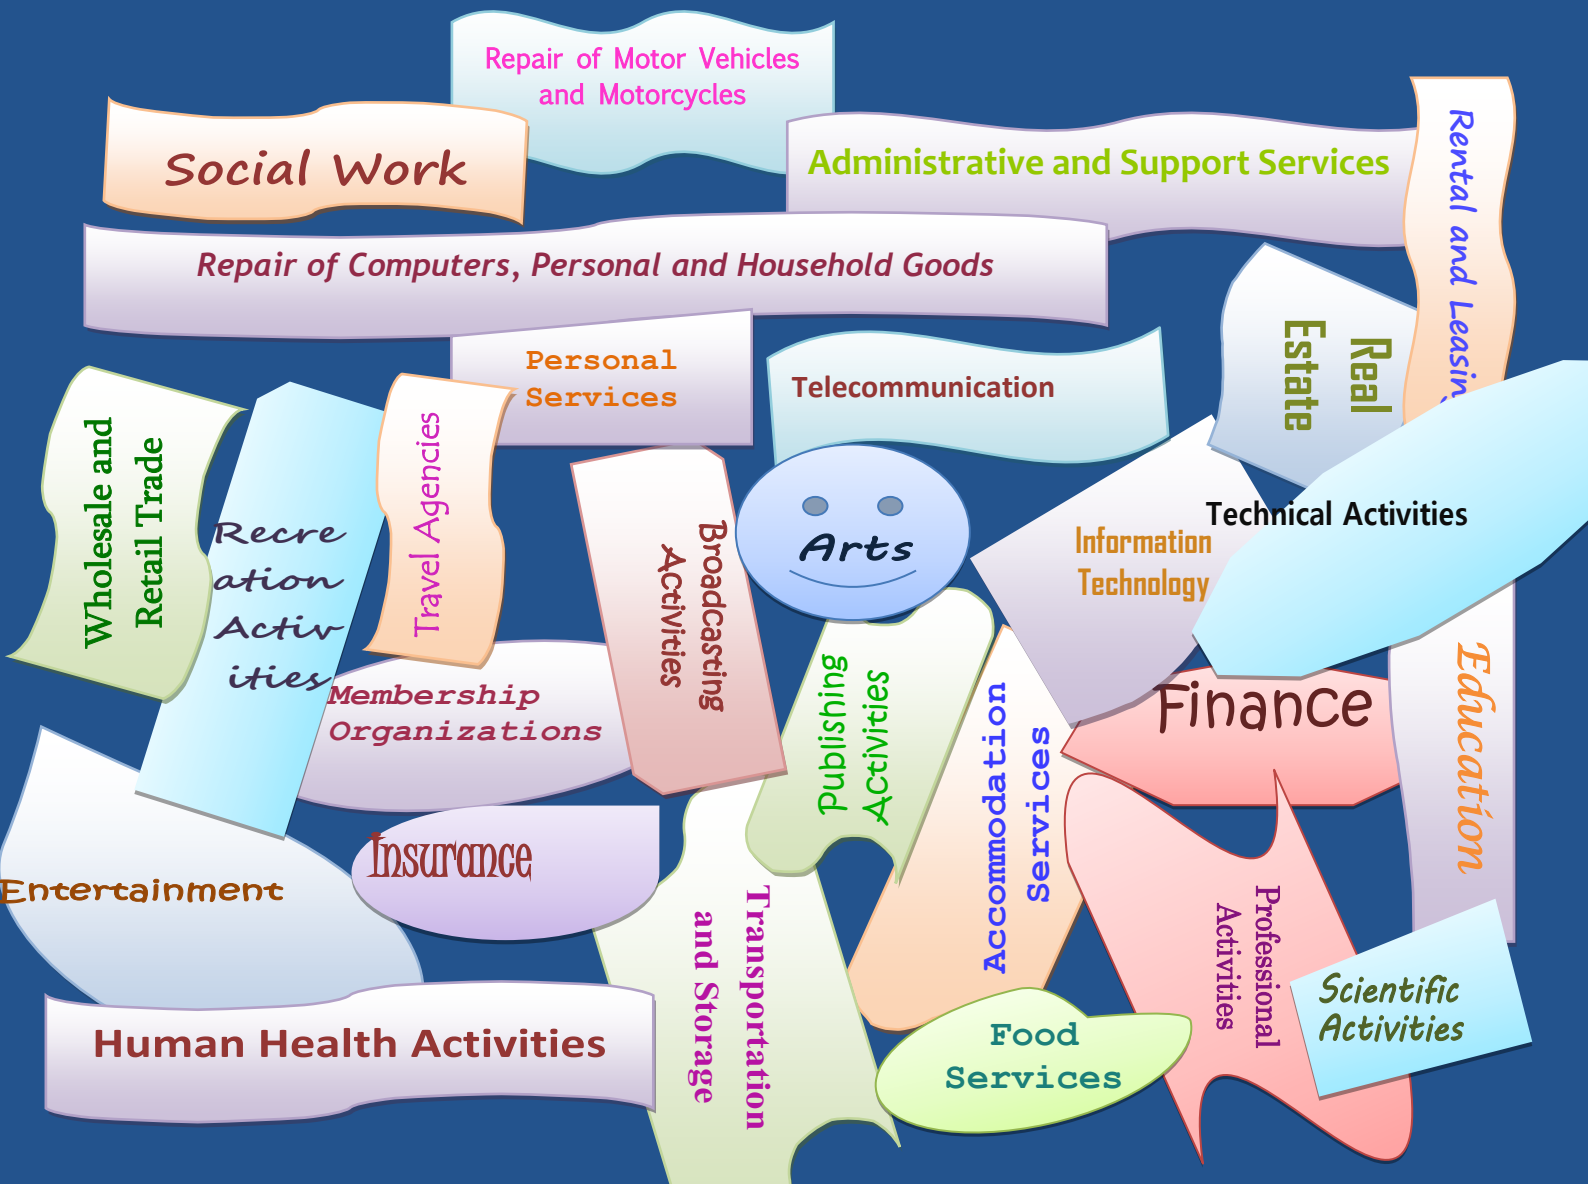 Repair of Motor Vehicles
and Motorcycles
Social Work
Administrative and Support Services
Rental and Leasin
Repair of Computers, Personal and Household Goods
Real
Estate
Personal
Services
Telecommunication
Wholesale and
Retail Trade
Recre
ation
Activ
ities
Travel Agencies
Broadcasting
Activities
Arts
Information
Technology
Technical Activities
Membership
Organizations
Publishing
Activities
Accommodation
Services
Finance
Education
Entertainment
Insurance
Transportation
and Storage
Professional
Activities
Scientific
Activities
Human Health Activities
Food
Services